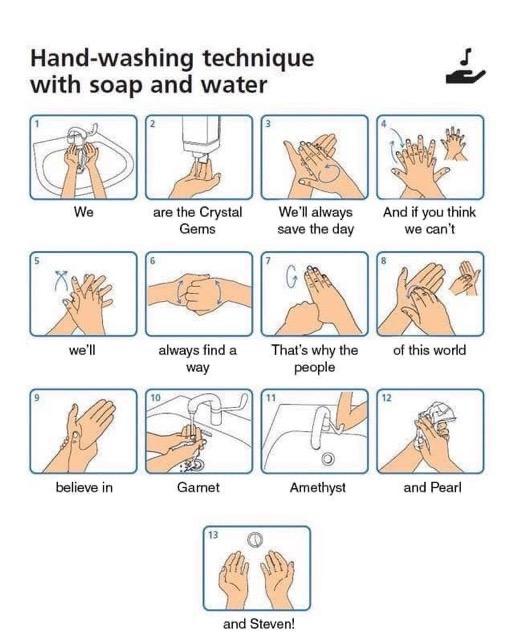 Hand-washing technique
with soap and water
1
2
3
4
We
are the Crystal
Gems
We'll always
save the day
And if you think
we can't
5
6
7
8
we'll
always find a
way
That's why the
people
of this world
9
10
11
12
believe in
Garnet
Amethyst
and Pearl
13
and Steven!